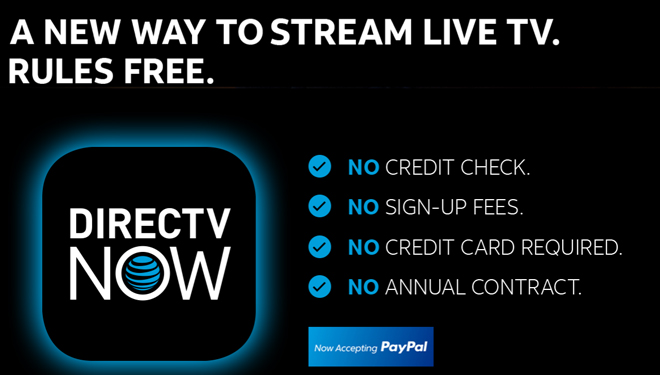 A NEW WAY TO STREAM LIVE TV.
RULES FREE.
DIRECTV
NOW
NO CREDIT CHECK.
NO SIGN-UP FEES.
NO CREDIT CARD REQUIRED.
NO ANNUAL CONTRACT.
Now Accepting PayPal